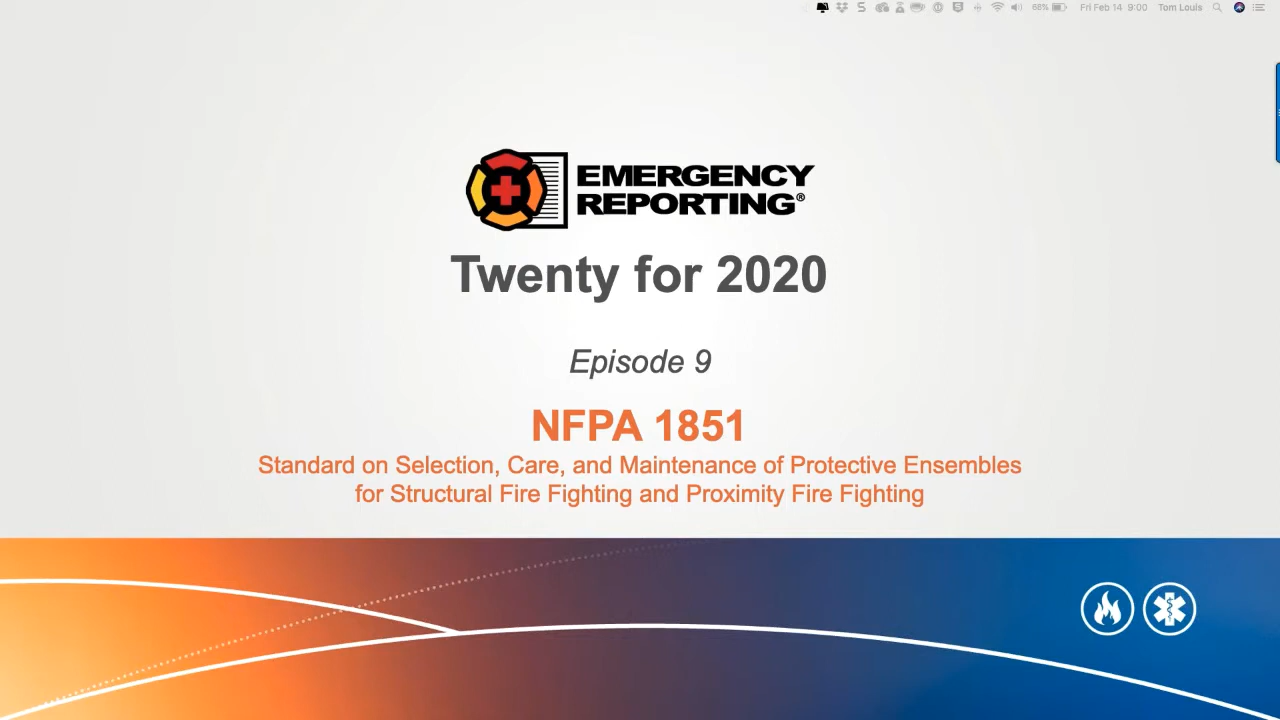 68% Fri Feb 14 9:00 Tom Louis
EMERGENCY
REPORTING®
Twenty for 2020
Episode 9
NFPA 1851
Standard on Selection, Care, and Maintenance of Protective Ensembles
for Structural Fire Fighting and Proximity Fire Fighting